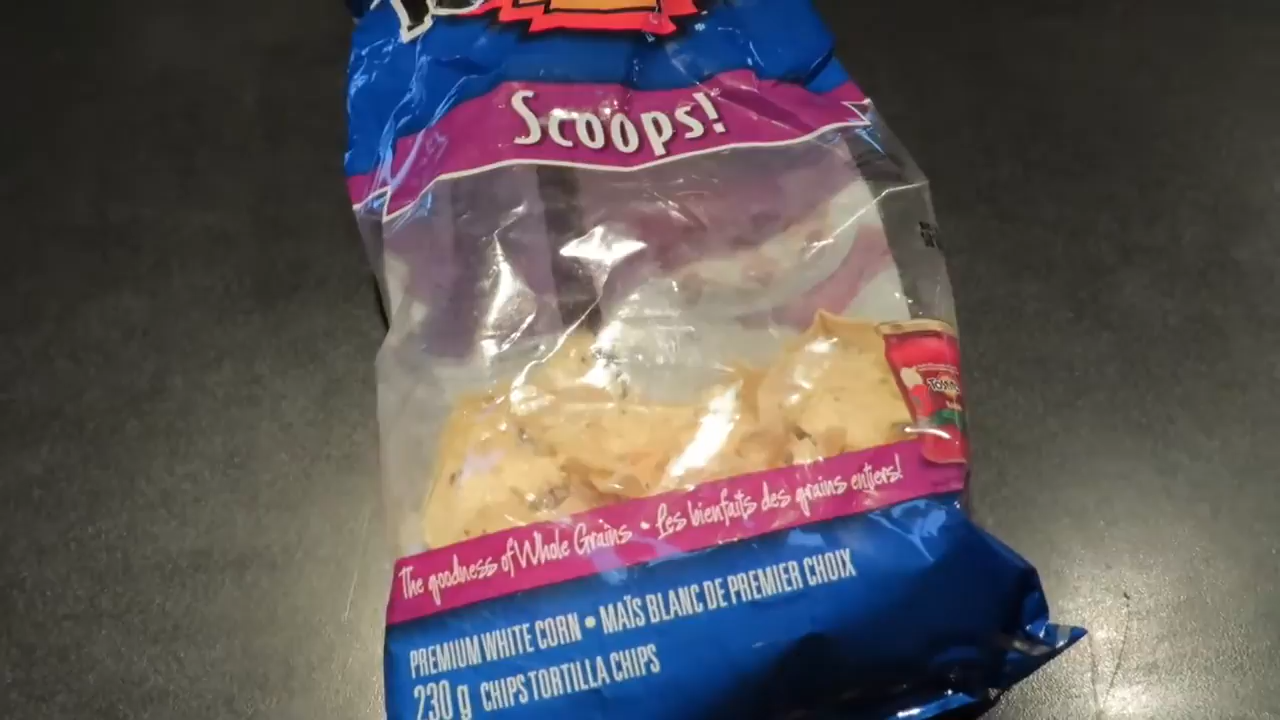 Scoops!
The goodness of Whole Grains • Les bienfaits des grains entiers!
PREMIUM WHITE CORN • MAÏS BLANC DE PREMIER CHOIX
230 g CHIPS TORTILLA CHIPS